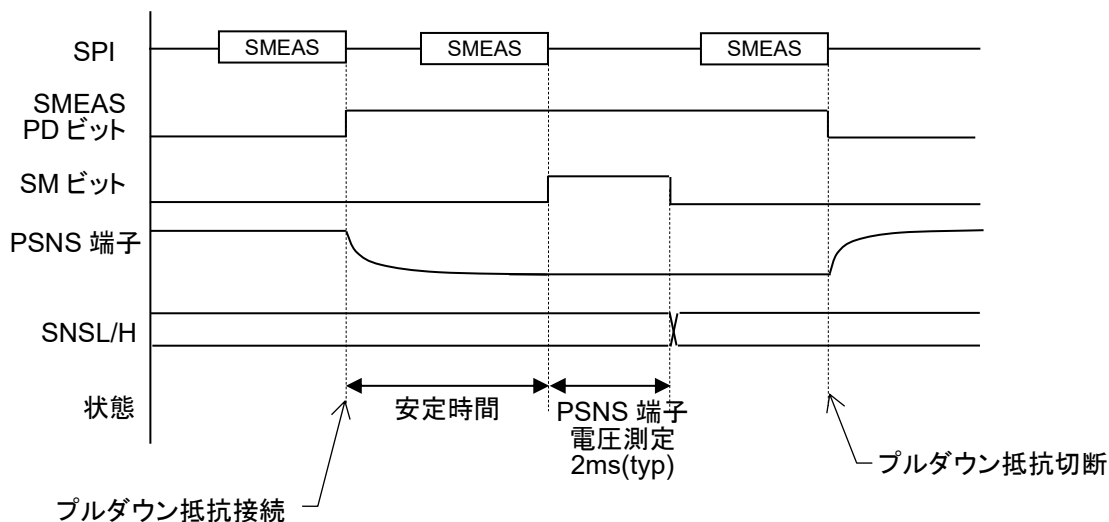 SPI
SMEAS
SMEAS
SMEAS
SMEAS
PD ビット
SM ビット
PSNS 端子
SNSL/H
状態
安定時間
PSNS 端子
電圧測定
2ms(typ)
プルダウン抵抗切断
プルダウン抵抗接続